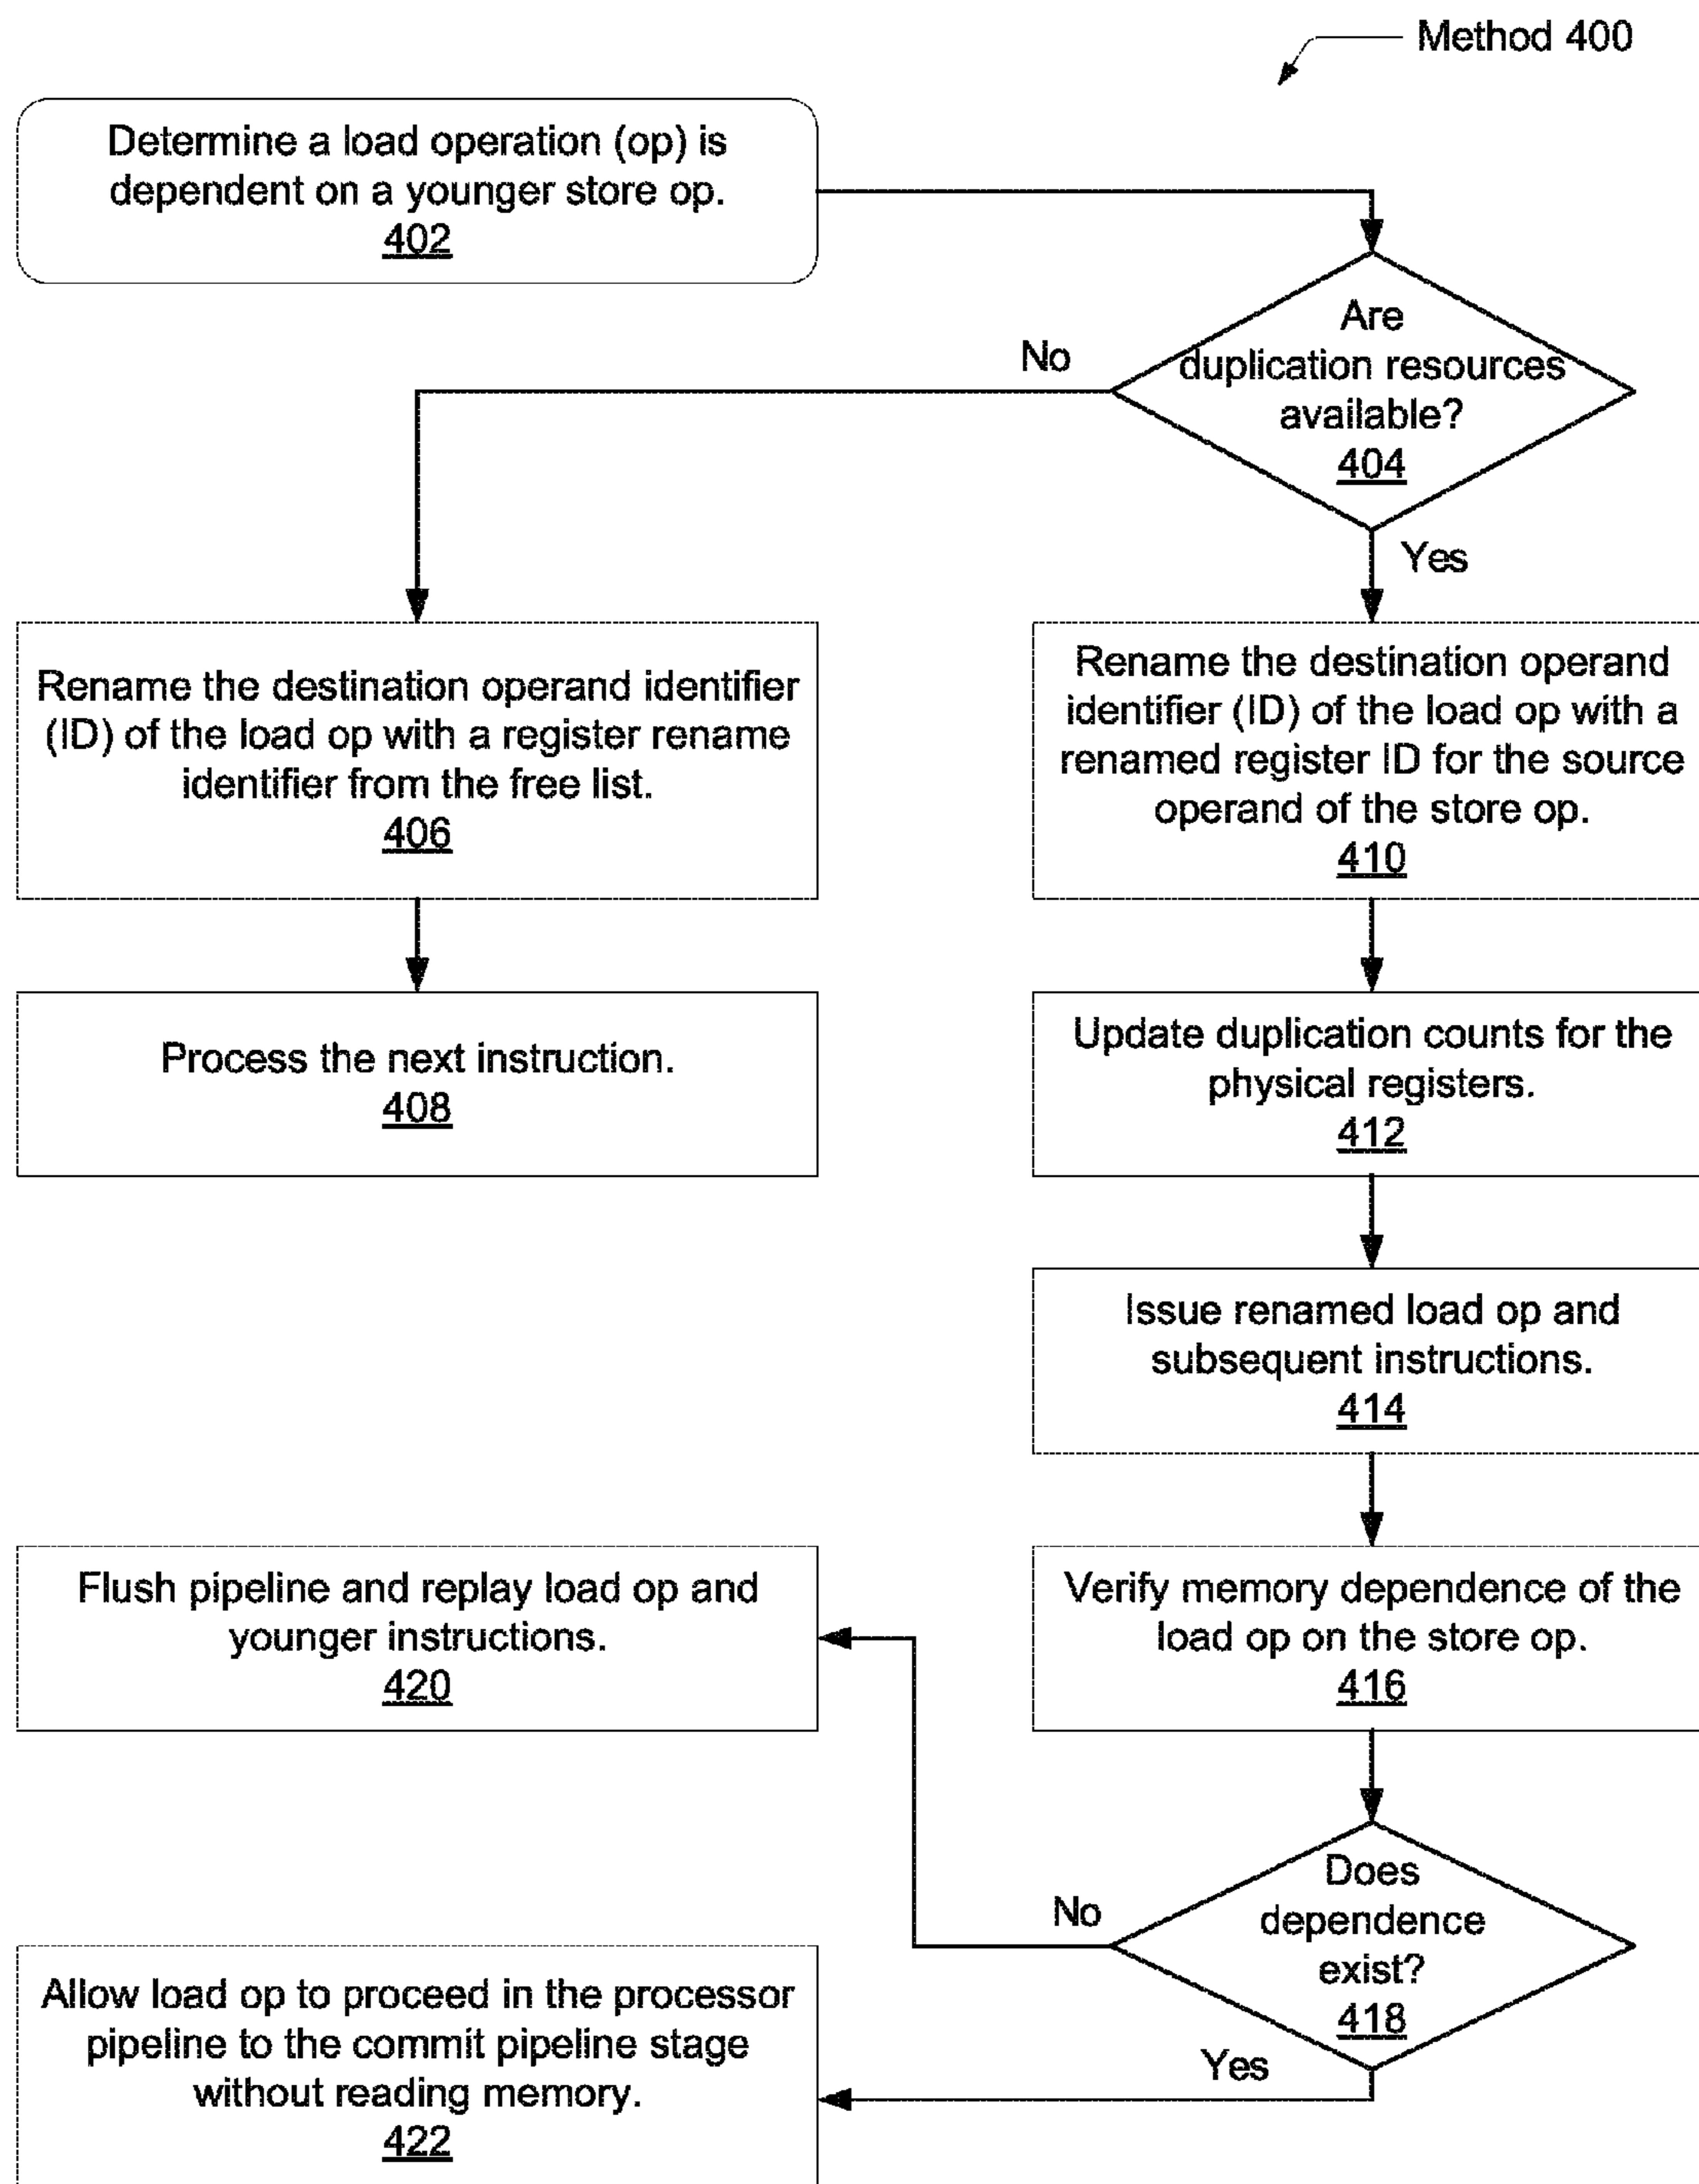 Method 400
Determine a load operation (op) is
dependent on a younger store op.
402
Are
duplication resources
available?
404
No
Yes
Rename the destination operand identifier
(ID) of the load op with a register rename
identifier from the free list.
406
Rename the destination operand
identifier (ID) of the load op with a
renamed register ID for the source
operand of the store op.
410
Process the next instruction.
408
Update duplication counts for the
physical registers.
412
Issue renamed load op and
subsequent instructions.
414
Flush pipeline and replay load op and
younger instructions.
420
Verify memory dependence of the
load op on the store op.
416
Does
dependence
exist?
418
No
Yes
Allow load op to proceed in the processor
pipeline to the commit pipeline stage
without reading memory.
422